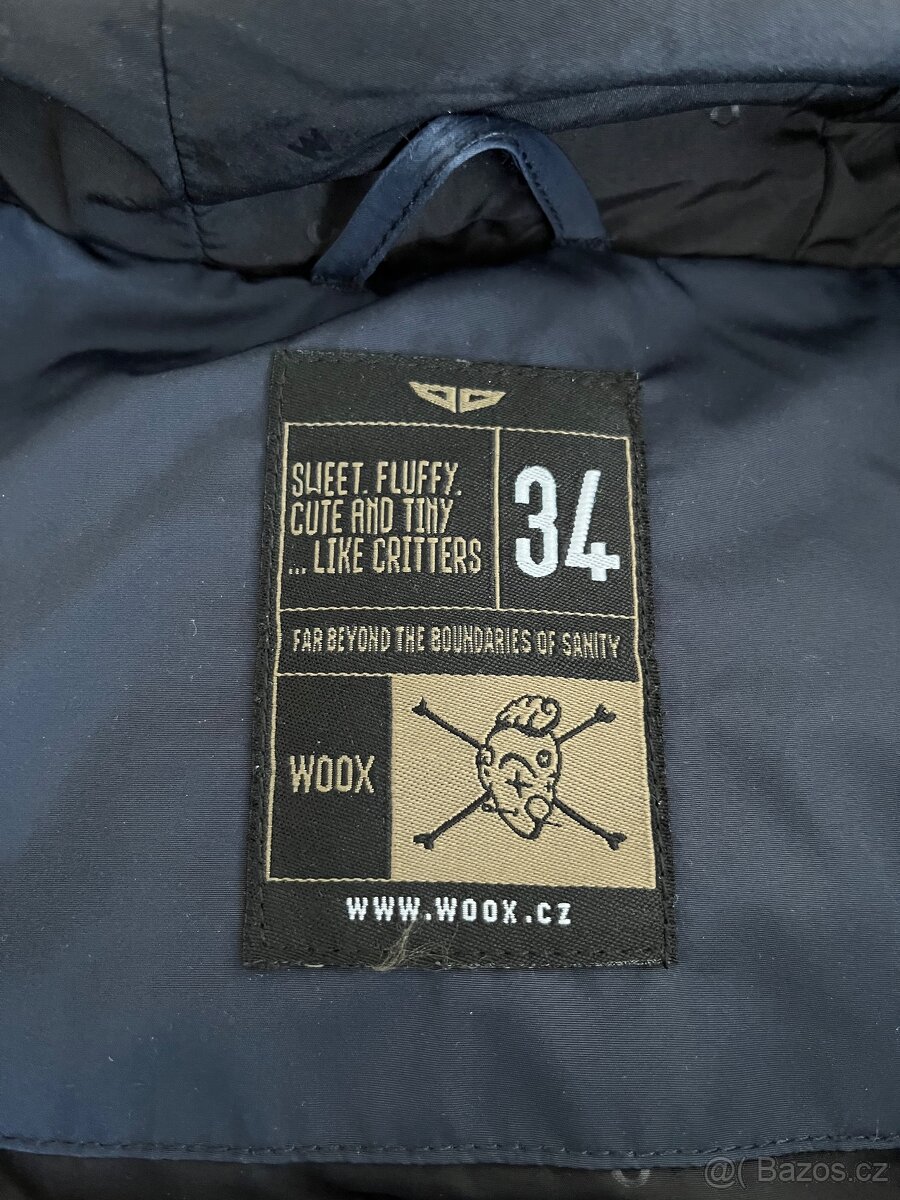 SWEET. FLUFFY.
CUTE AND TINY
... LIKE CRITTERS
34
FAR BEYOND THE BOUNDARIES OF SANITY
WOOX
WWW.WOOX.CZ
@( Bazos.cz